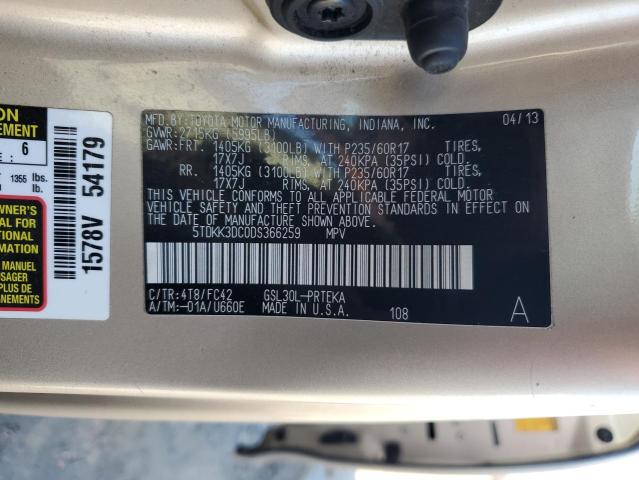 MFD.BY:TOYOTA MOTOR MANUFACTURING, INDIANA, INC. 04/13
GVWR:2715KG (5995LB)
GAWR:FRT. 1405KG (3100LB) WITH P235/60R17 TIRES,
17X7J RIMS, AT 240KPA (35PSI) COLD.
RR. 1405KG (3100LB) WITH P235/60R17 TIRES,
17X7J RIMS, AT 240KPA (35PSI) COLD.
THIS VEHICLE CONFORMS TO ALL APPLICABLE FEDERAL MOTOR
VEHICLE SAFETY AND THEFT PREVENTION STANDARDS IN EFFECT
ON THE DATE OF MANUFACTURE SHOWN ABOVE.
5TDKK3DC0DS366259 MPV
C/TR:4T8/FC42 GSL30L-PRTEKA
A/TM:-01A/U660E MADE IN U.S.A. 108 A
ON
EMENT
E : 6
1355 lbs.
lb.
OWNER'S
AL FOR
TIONAL
RMATION
MANUEL
USAGER
PLUS DE
1578V 54179